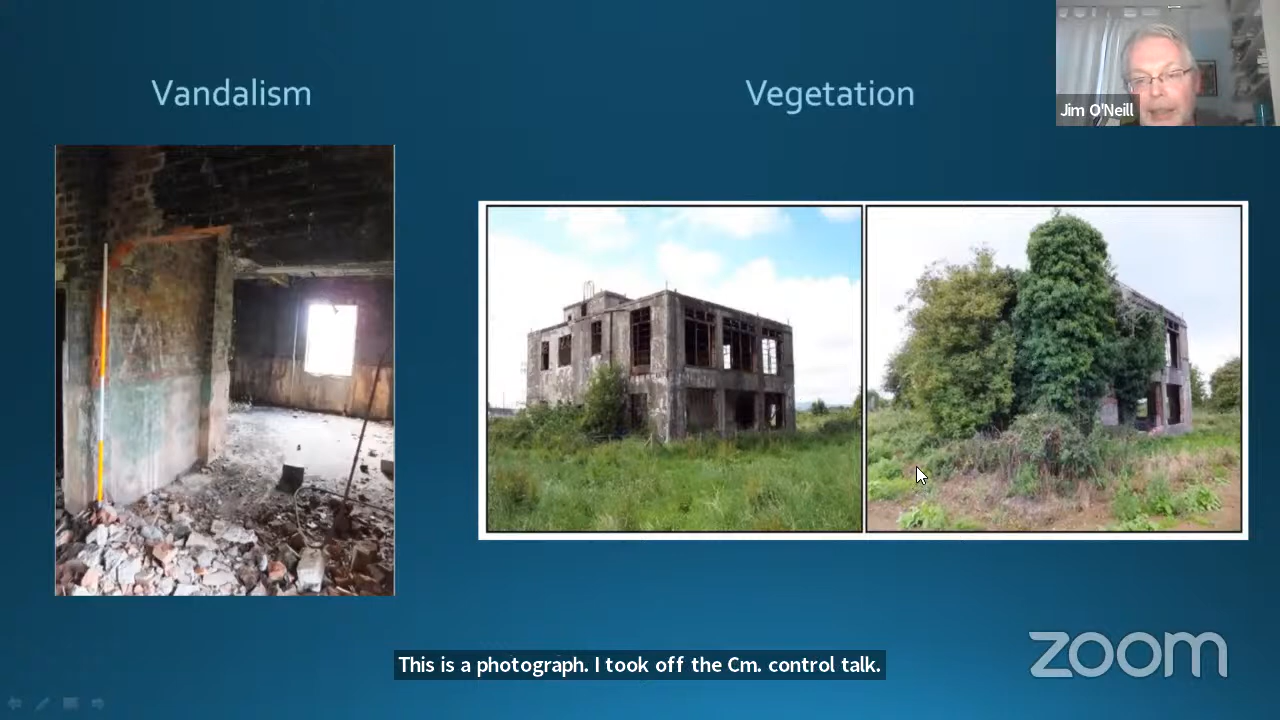 Vandalism
Vegetation
Jim O'Neill
This is a photograph. I took off the Cm. control talk.
zoom